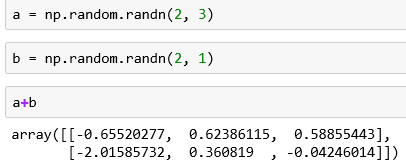 a = np.random.randn(2, 3)
b = np.random.randn(2, 1)
a+b
array([[-0.65520277,  0.62386115,  0.58855443],
       [-2.01585732,  0.360819  , -0.04246014]])